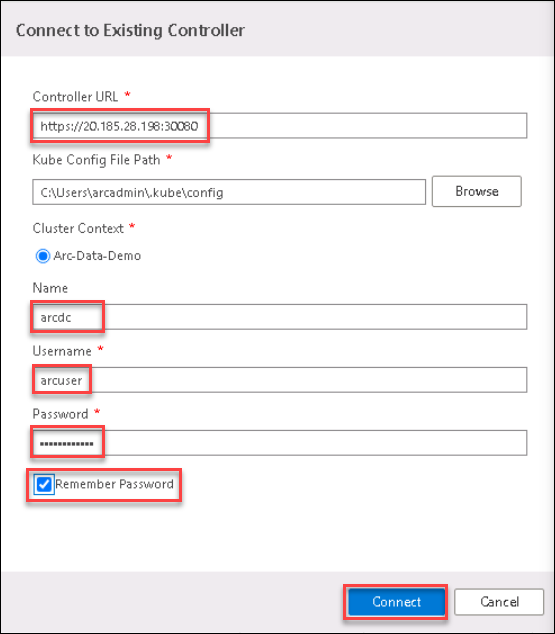 Connect to Existing Controller
Controller URL *
https://20.185.28.198:30080
Kube Config File Path *
C:\Users\arcadmin\.kube\config
Browse
Cluster Context *
Arc-Data-Demo
Name
arcdc
Username *
arcuser
Password *
••••••••••••
Remember Password
Connect
Cancel